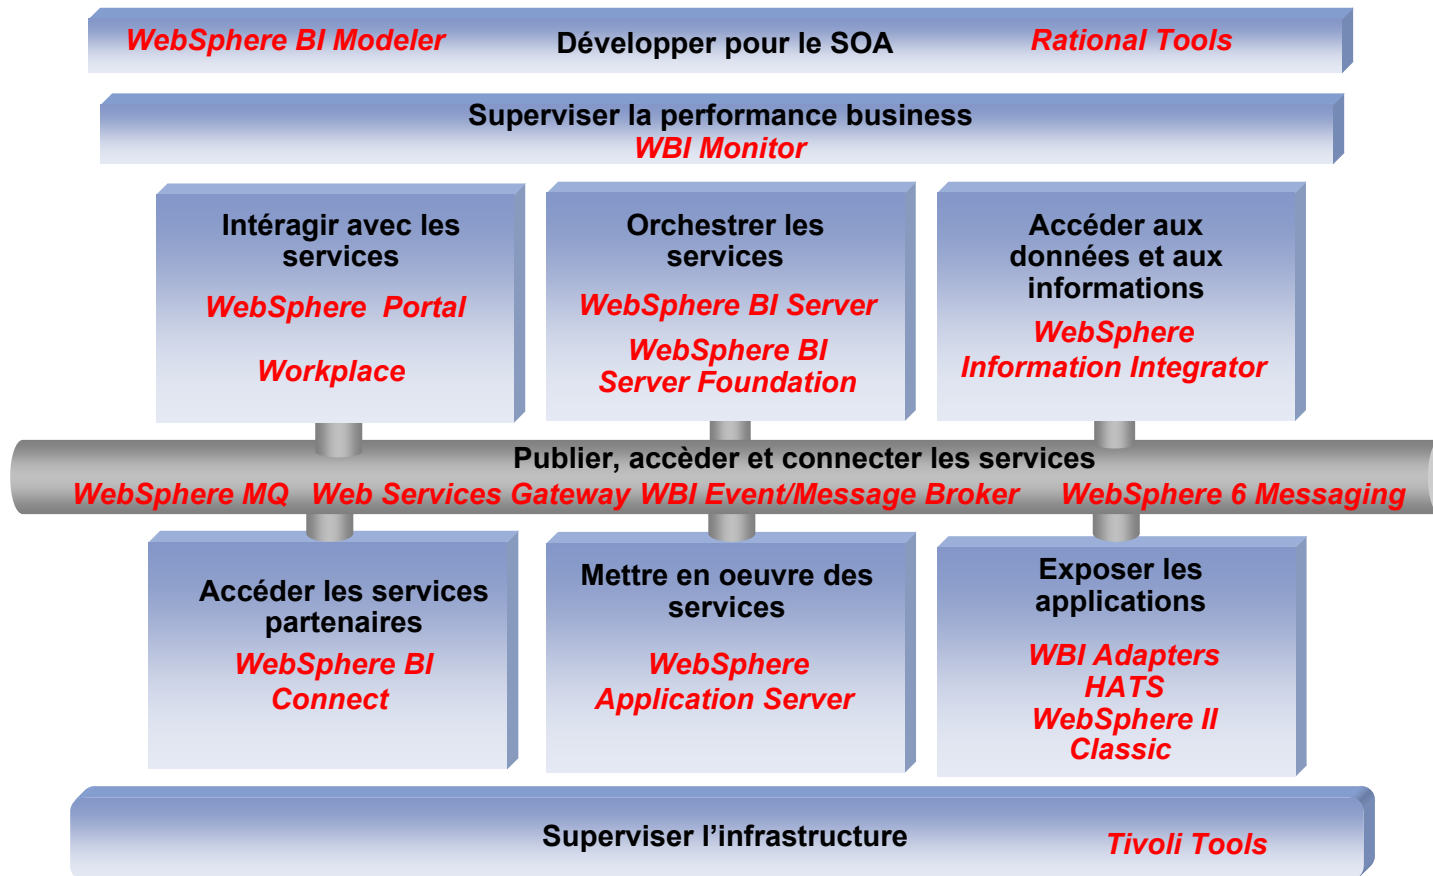 WebSphere BI Modeler Développer pour le SOA Rational Tools
Superviser la performance business
WBI Monitor
Intéragir avec les
services
WebSphere Portal
Workplace
Orchestrer les
services
WebSphere BI Server
WebSphere BI
Server Foundation
Accéder aux
données et aux
informations
WebSphere
Information Integrator
Publier, accèder et connecter les services
WebSphere MQ Web Services Gateway WBI Event/Message Broker WebSphere 6 Messaging
Accéder les services
partenaires
WebSphere BI
Connect
Mettre en oeuvre des
services
WebSphere
Application Server
Exposer les
applications
WBI Adapters
HATS
WebSphere II
Classic
Superviser l’infrastructure Tivoli Tools